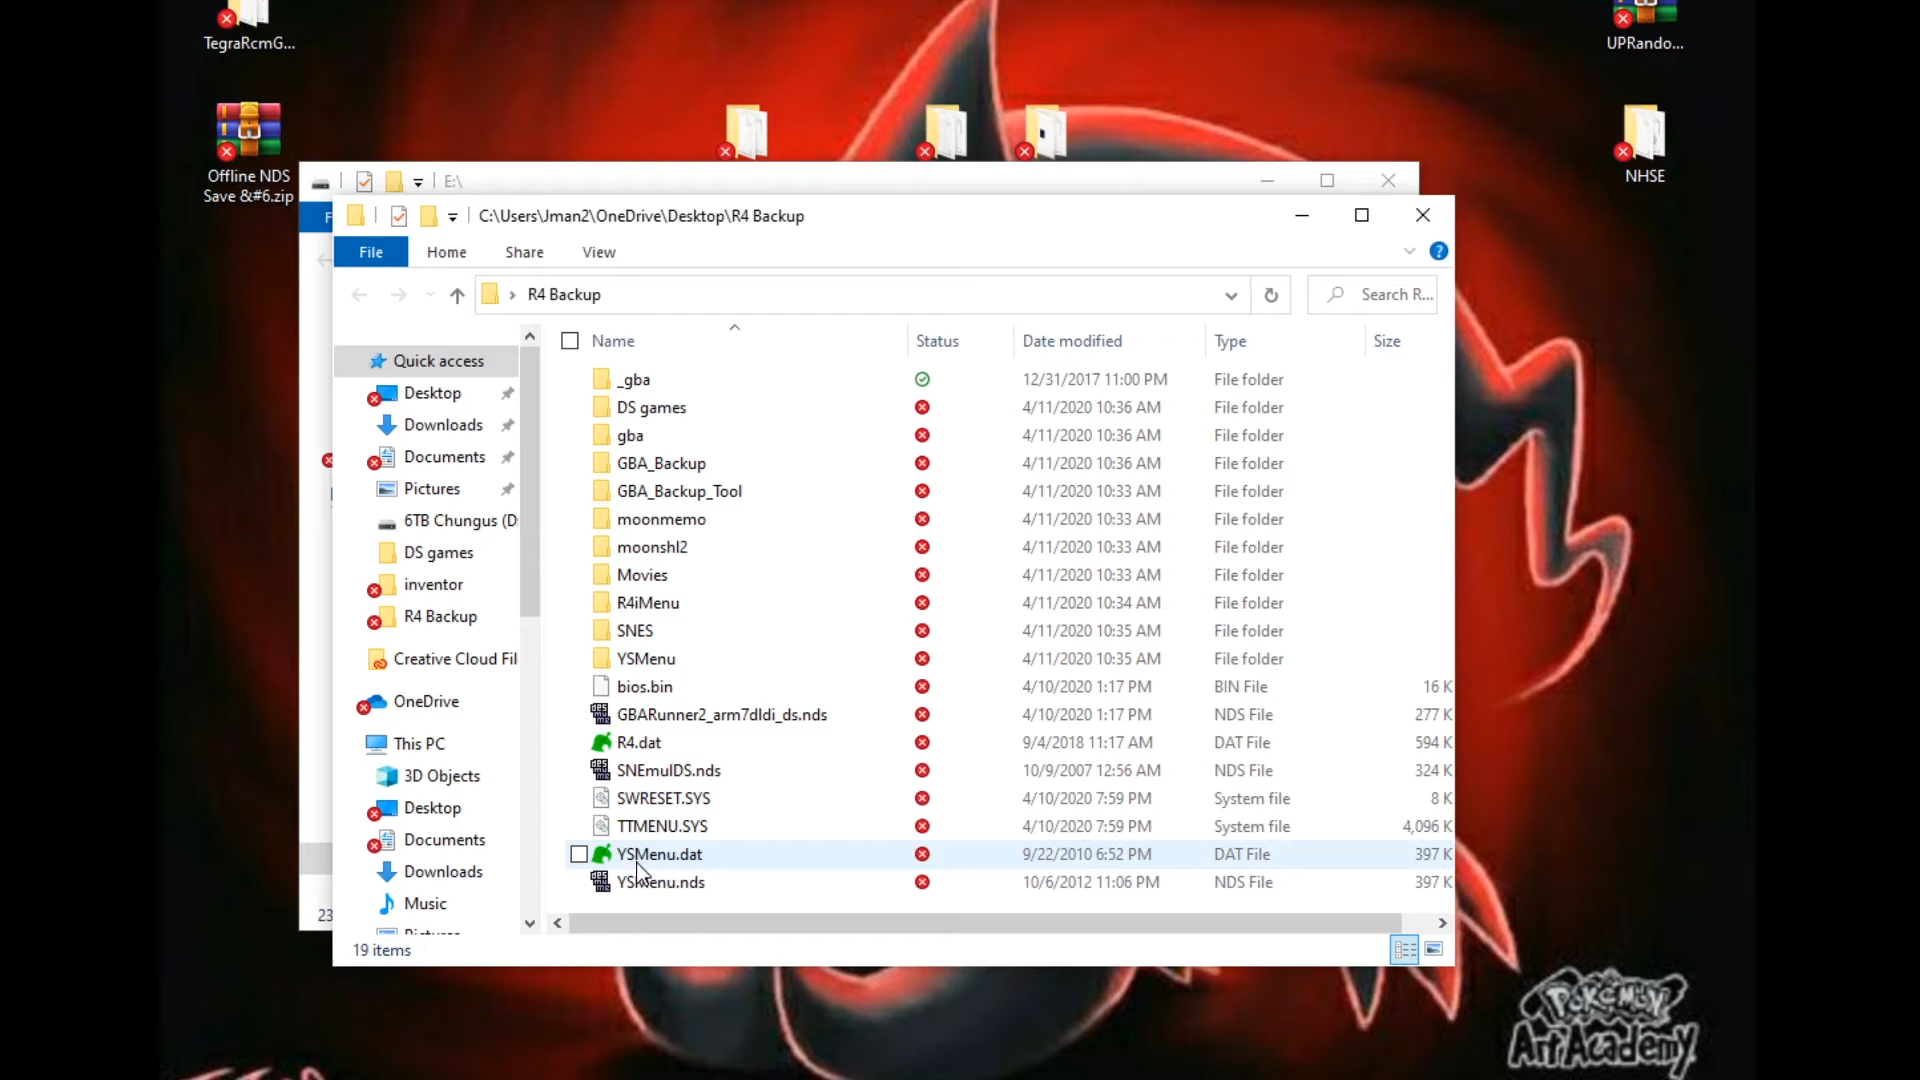 TegraRcmG...
UPRando...
Offline NDS
Save &#6.zip
NHSE
E:\
C:\Users\Jman2\OneDrive\Desktop\R4 Backup
File Home Share View
R4 Backup
Search R...
Name Status Date modified Type Size
Quick access
Desktop
Downloads
Documents
Pictures
6TB Chungus (D:
DS games
inventor
R4 Backup
Creative Cloud Fil
OneDrive
This PC
3D Objects
Desktop
Documents
Downloads
Music
_gba 12/31/2017 11:00 PM File folder
DS games 4/11/2020 10:36 AM File folder
gba 4/11/2020 10:36 AM File folder
GBA_Backup 4/11/2020 10:36 AM File folder
GBA_Backup_Tool 4/11/2020 10:33 AM File folder
moonmemo 4/11/2020 10:33 AM File folder
moonshl2 4/11/2020 10:33 AM File folder
Movies 4/11/2020 10:33 AM File folder
R4iMenu 4/11/2020 10:34 AM File folder
SNES 4/11/2020 10:35 AM File folder
YSMenu 4/11/2020 10:35 AM File folder
bios.bin 4/10/2020 1:17 PM BIN File 16 K
GBARunner2_arm7dldi_ds.nds 4/10/2020 1:17 PM NDS File 277 K
R4.dat 9/4/2018 11:17 AM DAT File 594 K
SNEmulDS.nds 10/9/2007 12:56 AM NDS File 324 K
SWRESET.SYS 4/10/2020 7:59 PM System file 8 K
TTMENU.SYS 4/10/2020 7:59 PM System file 4,096 K
YSMenu.dat 9/22/2010 6:52 PM DAT File 397 K
YSMenu.nds 10/6/2012 11:06 PM NDS File 397 K
23
19 items
POKéMON
Art Academy